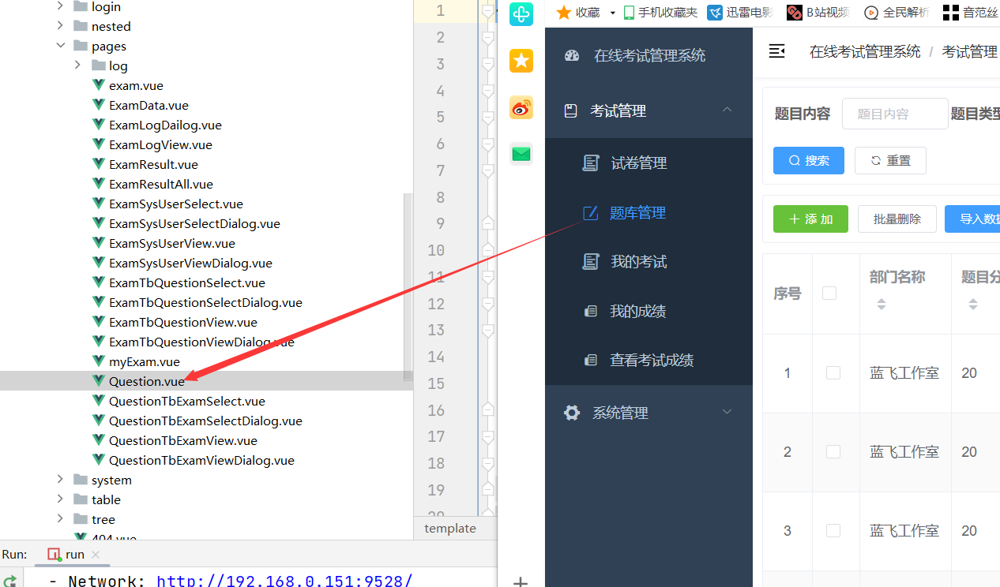 login
nested
pages
log
exam.vue
ExamData.vue
ExamLogDailog.vue
ExamLogView.vue
ExamResult.vue
ExamResultAll.vue
ExamSysUserSelect.vue
ExamSysUserSelectDialog.vue
ExamSysUserView.vue
ExamSysUserViewDialog.vue
ExamTbQuestionSelect.vue
ExamTbQuestionSelectDialog.vue
ExamTbQuestionView.vue
ExamTbQuestionViewDialog.vue
myExam.vue
Question.vue
QuestionTbExamSelect.vue
QuestionTbExamSelectDialog.vue
QuestionTbExamView.vue
QuestionTbExamViewDialog.vue
system
table
tree
404.vue
Run: run
- Network: http://192.168.0.151:9528/
1
2
3
4
5
6
7
8
9
10
11
12
13
14
15
16
17
18
19
20
template
收藏 手机收藏夹 迅雷电影 B站视频 全民解析 音范丝
在线考试管理系统
考试管理
试卷管理
题库管理
我的考试
我的成绩
查看考试成绩
系统管理
在线考试管理系统 / 考试管理
题目内容 题目内容 题目类型
搜索 重置
添加 批量删除 导入数据
序号 部门名称 题目分
1 蓝飞工作室 20
2 蓝飞工作室 20
3 蓝飞工作室 20